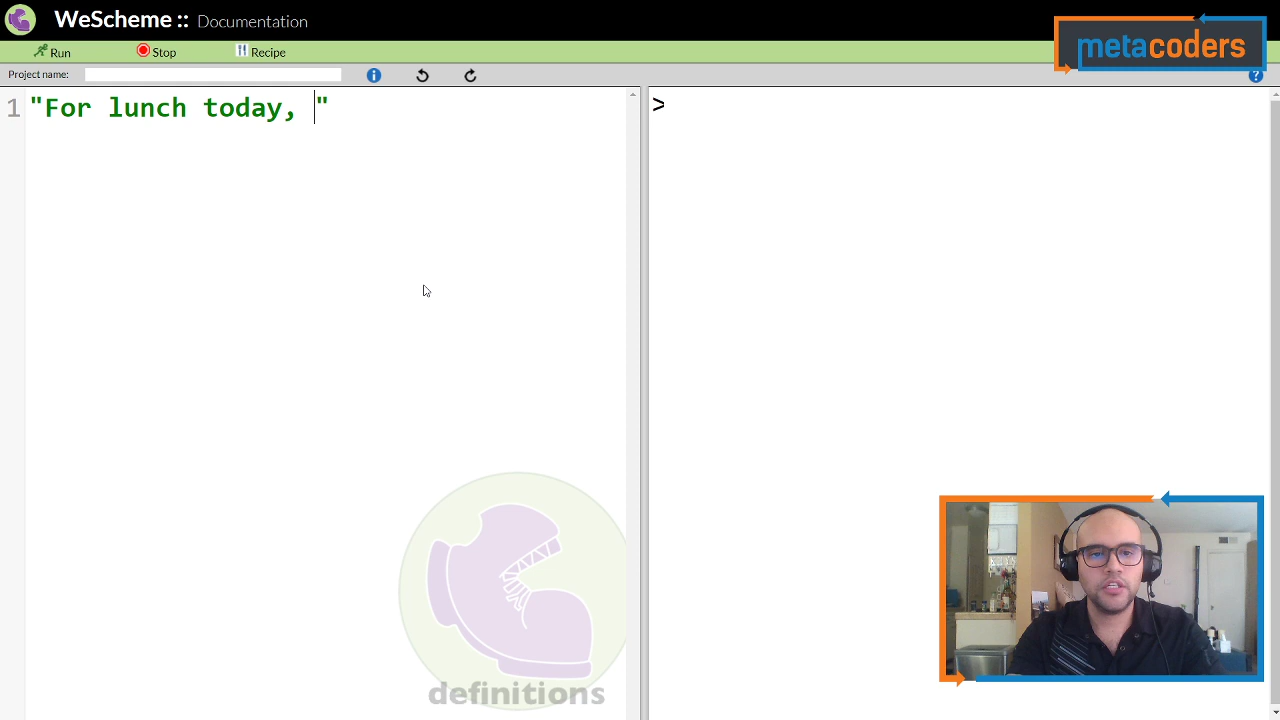 WeScheme :: Documentation
Run Stop Recipe
Project name:
1 "For lunch today, "
>
definitions
metacoders
?